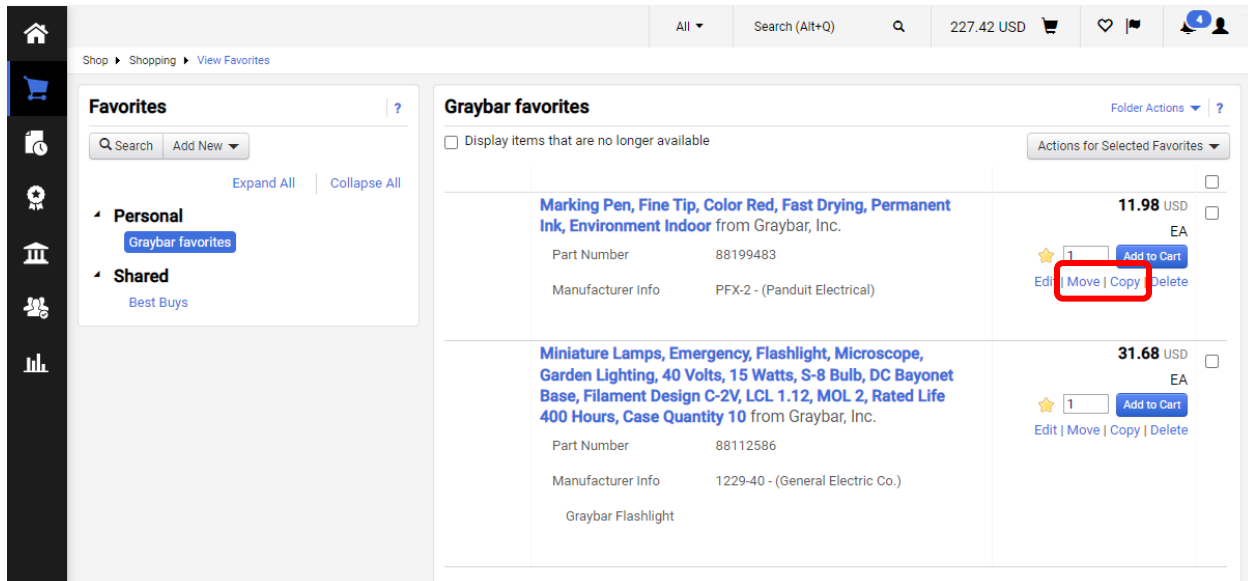 All
Search (Alt+Q)
227.42 USD
4
Shop Shopping View Favorites
Favorites
?
Search Add New
Expand All Collapse All
Personal
Graybar favorites
Shared
Best Buys
Graybar favorites
Folder Actions ?
Display items that are no longer available
Actions for Selected Favorites
Marking Pen, Fine Tip, Color Red, Fast Drying, Permanent
Ink, Environment Indoor from Graybar, Inc.
Part Number 88199483
Manufacturer Info PFX-2 - (Panduit Electrical)
11.98 USD
EA
1 Add to Cart
Edit | Move | Copy | Delete
Miniature Lamps, Emergency, Flashlight, Microscope,
Garden Lighting, 40 Volts, 15 Watts, S-8 Bulb, DC Bayonet
Base, Filament Design C-2V, LCL 1.12, MOL 2, Rated Life
400 Hours, Case Quantity 10 from Graybar, Inc.
Part Number 88112586
Manufacturer Info 1229-40 - (General Electric Co.)
Graybar Flashlight
31.68 USD
EA
1 Add to Cart
Edit | Move | Copy | Delete